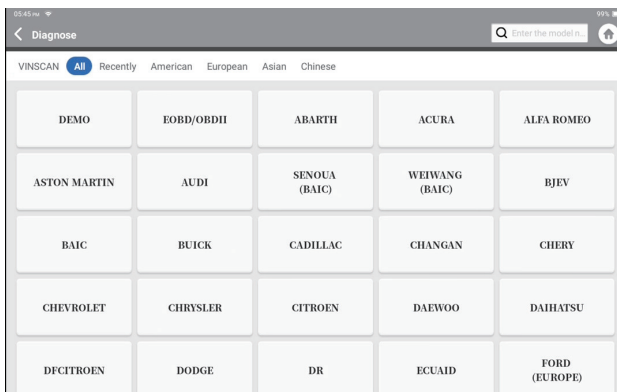 05:45 PM 99%
Diagnose Enter the model n...
VINSCAN All Recently American European Asian Chinese
DEMO EOBD/OBDII ABARTH ACURA ALFA ROMEO
ASTON MARTIN AUDI SENOUA (BAIC) WEIWANG (BAIC) BJEV
BAIC BUICK CADILLAC CHANGAN CHERY
CHEVROLET CHRYSLER CITROEN DAEWOO DAIHATSU
DFCITROEN DODGE DR ECUAID FORD (EUROPE)